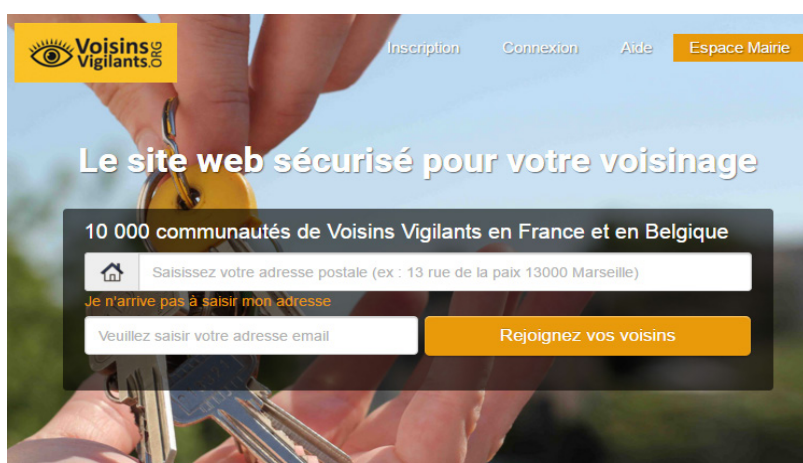 Voisins
Vigilants.ORG
Inscription Connexion Aide Espace Mairie
Le site web sécurisé pour votre voisinage
10 000 communautés de Voisins Vigilants en France et en Belgique
Saisissez votre adresse postale (ex : 13 rue de la paix 13000 Marseille)
Je n'arrive pas à saisir mon adresse
Veuillez saisir votre adresse email Rejoignez vos voisins